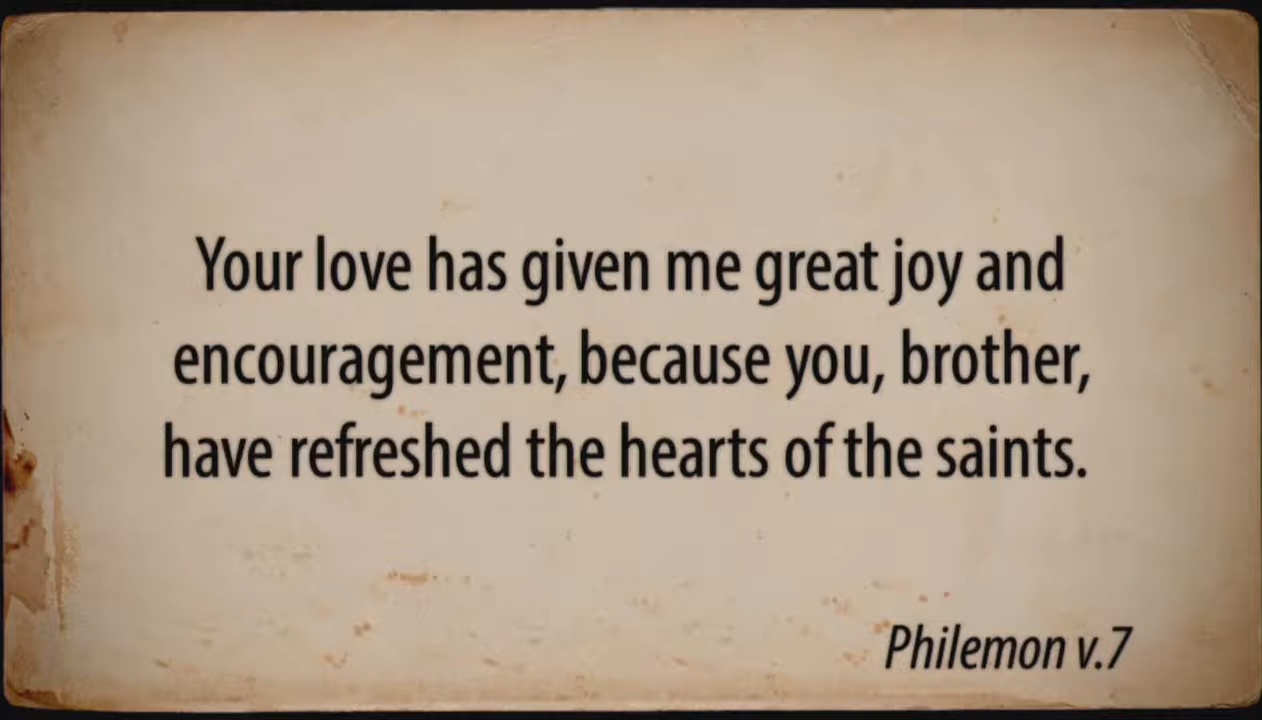 Your love has given me great joy and
encouragement, because you, brother,
have refreshed the hearts of the saints.
Philemon v.7